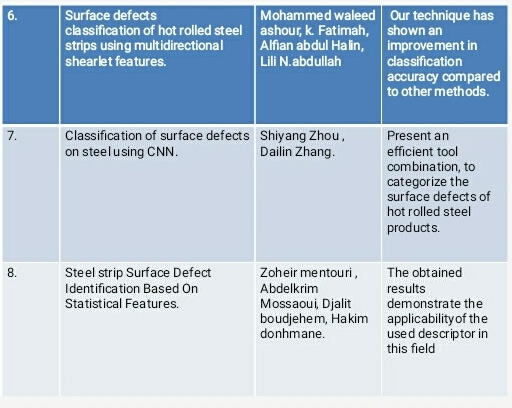 6.
Surface defects
classification of hot rolled steel
strips using multidirectional
shearlet features.
Mohammed waleed
ashour, k. Fatimah,
Alfian abdul Halin,
Lili N.abdullah
Our technique has
shown an
improvement in
classification
accuracy compared
to other methods.
7.
Classification of surface defects
on steel using CNN.
Shiyang Zhou ,
Dailin Zhang.
Present an
efficient tool
combination, to
categorize the
surface defects of
hot rolled steel
products.
8.
Steel strip Surface Defect
Identification Based On
Statistical Features.
Zoheir mentouri ,
Abdelkrim
Mossaoui, Djalit
boudjehem, Hakim
donhmane.
The obtained
results
demonstrate the
applicability of the
used descriptor in
this field